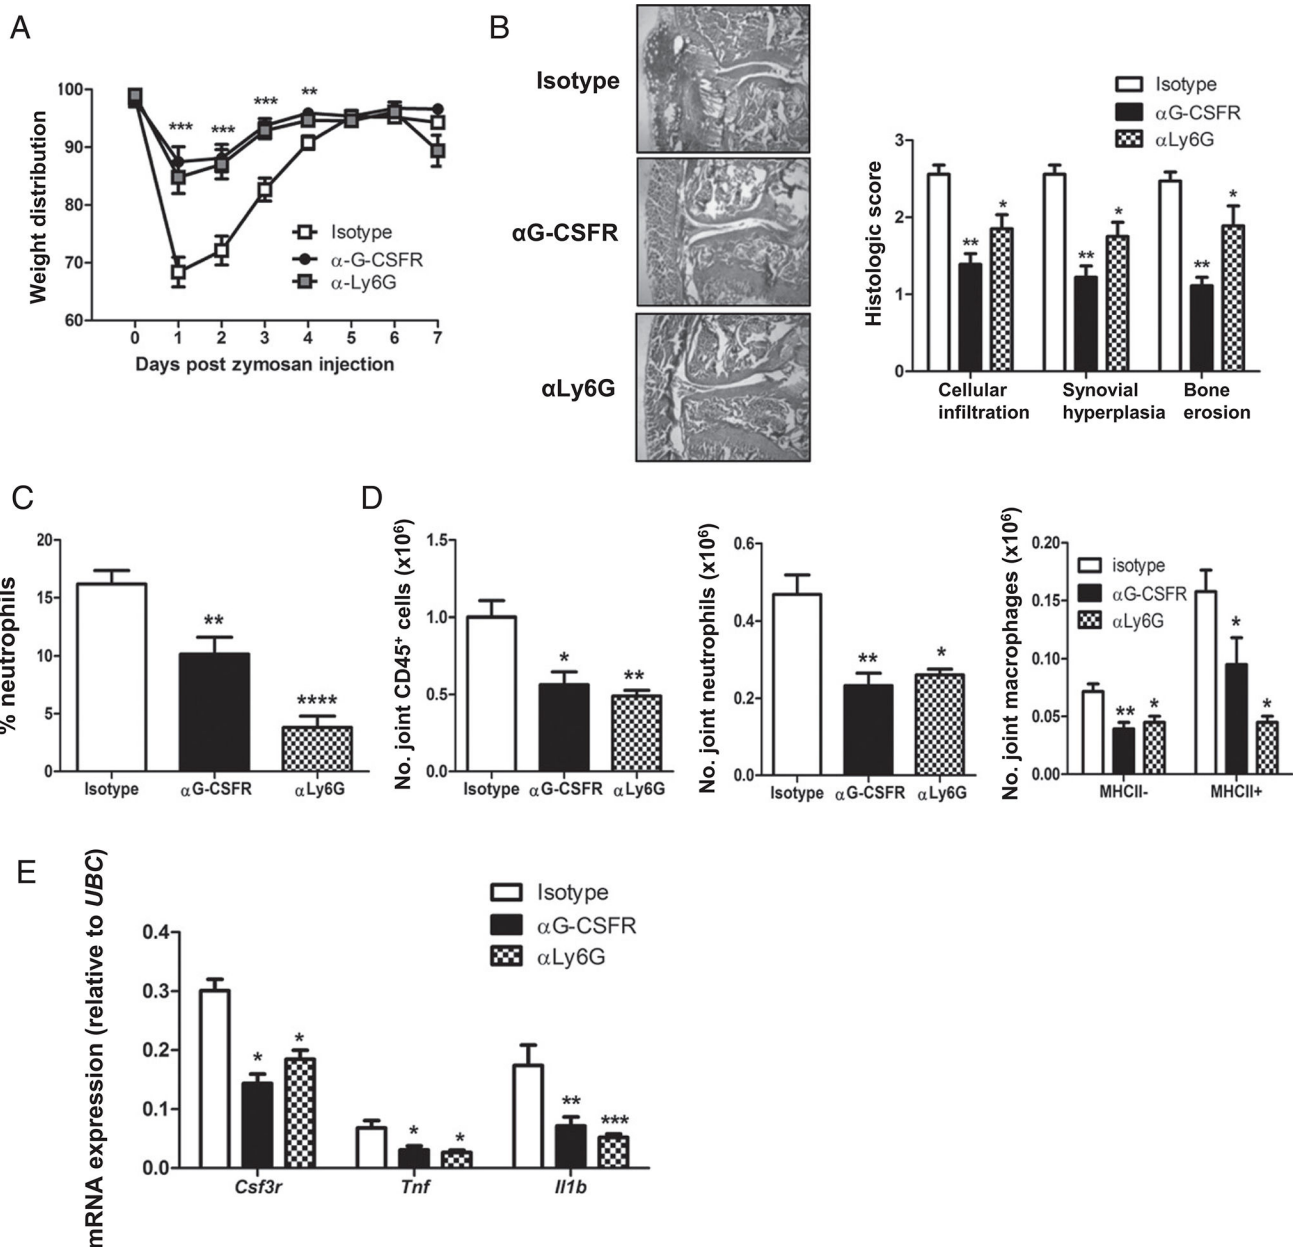 A
100
90
80
70
60
Weight distribution
***
***
***
**
Isotype
α-G-CSFR
α-Ly6G
0 1 2 3 4 5 6 7
Days post zymosan injection
B
Isotype
αG-CSFR
αLy6G
Isotype
αG-CSFR
αLy6G
Histologic score
3
2
1
0
** *
** *
** *
Cellular
infiltration
Synovial
hyperplasia
Bone
erosion
C
% neutrophils
20
15
10
5
0
**
****
Isotype αG-CSFR αLy6G
D
No. joint CD45⁺ cells (x10⁶)
1.5
1.0
0.5
0.0
*
**
Isotype αG-CSFR αLy6G
No. joint neutrophils (x10⁶)
0.6
0.4
0.2
0.0
**
*
Isotype αG-CSFR αLy6G
No. joint macrophages (x10⁶)
0.20
0.15
0.10
0.05
0.00
isotype
αG-CSFR
αLy6G
** *
*
*
MHCII- MHCII+
E
mRNA expression (relative to UBC)
Isotype
αG-CSFR
αLy6G
0.4
0.3
0.2
0.1
0.0
* *
* *
** ***
Csf3r Tnf Il1b